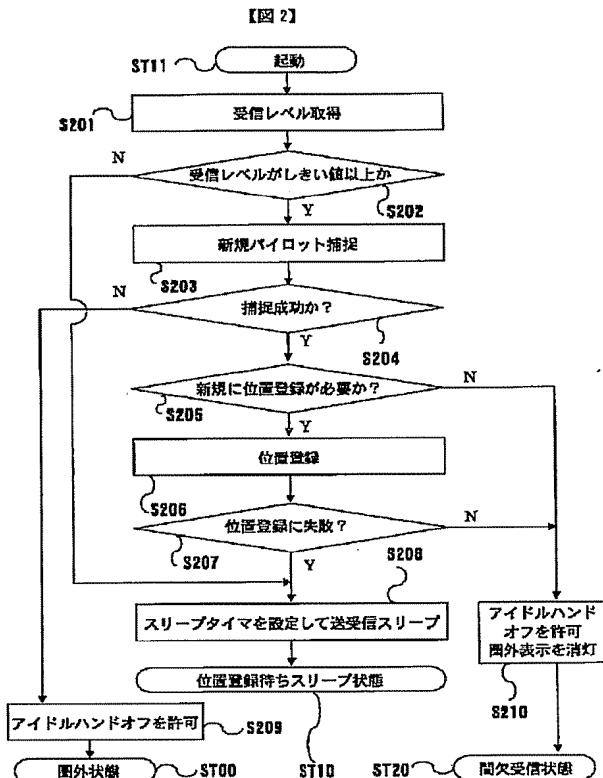 【図2】
ST11
起動
S201
受信レベル取得
N
受信レベルがしきい値以上か
S202
Y
新規パイロット捕捉
S203
N
捕捉成功か?
S204
Y
新規に位置登録が必要か?
N
S205
Y
位置登録
S206
N
位置登録に失敗?
S207
Y
S208
スリープタイマを設定して送受信スリープ
アイドルハンド
オフを許可
圏外表示を消灯
位置登録待ちスリープ状態
S210
アイドルハンドオフを許可
S209
圏外状態
ST00
ST10
ST20
間欠受信状態